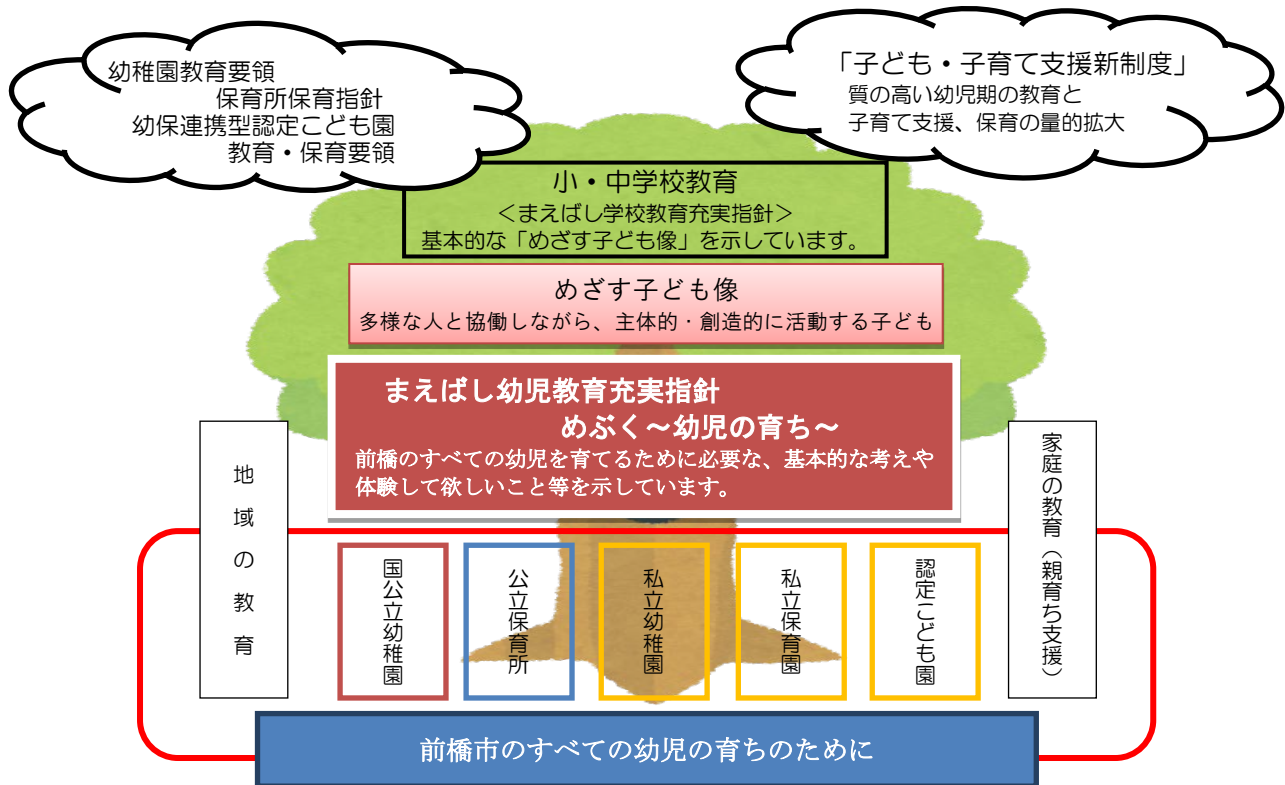 幼稚園教育要領
保育所保育指針
幼保連携型認定こども園
教育・保育要領
「子ども・子育て支援新制度」
質の高い幼児期の教育と
子育て支援、保育の量的拡大
小・中学校教育
＜まえばし学校教育充実指針＞
基本的な「めざす子ども像」を示しています。
めざす子ども像
多様な人と協働しながら、主体的・創造的に活動する子ども
まえばし幼児教育充実指針
めぶく～幼児の育ち～
前橋のすべての幼児を育てるために必要な、基本的な考えや
体験して欲しいこと等を示しています。
地域の教育
国公立幼稚園
公立保育所
私立幼稚園
私立保育園
認定こども園
家庭の教育（親育ち支援）
前橋市のすべての幼児の育ちのために